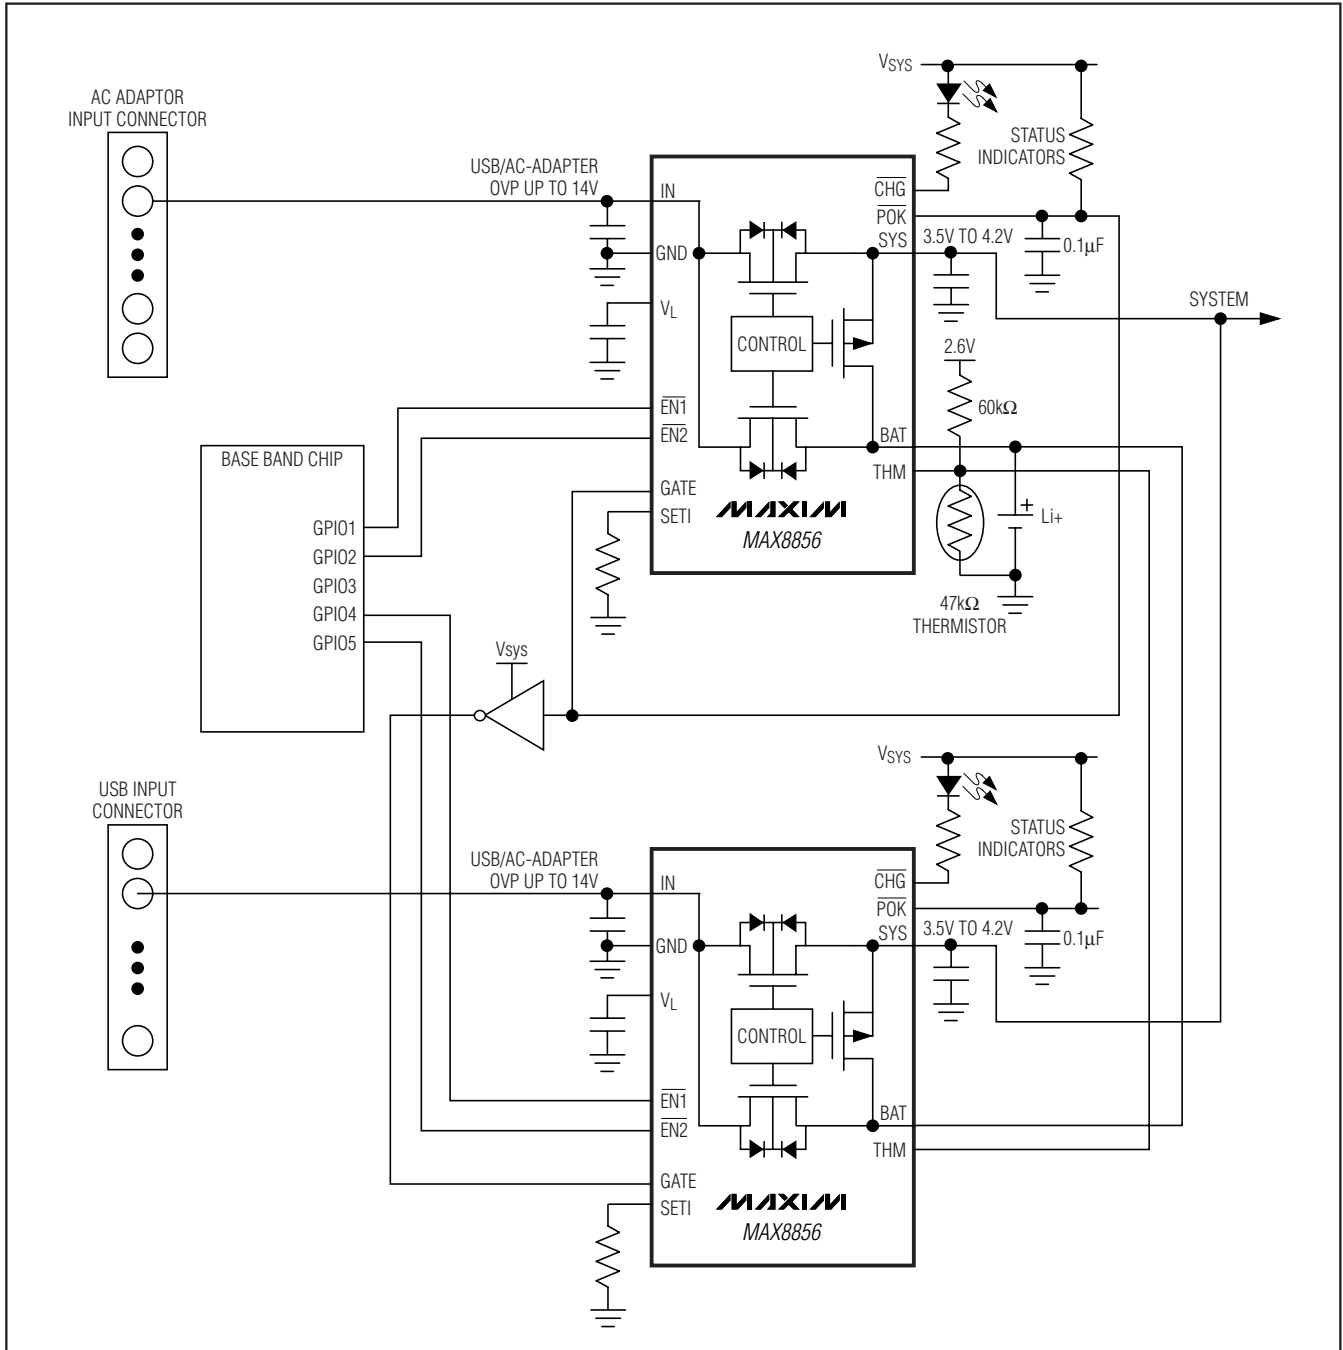 AC ADAPTOR
INPUT CONNECTOR
USB/AC-ADAPTER
OVP UP TO 14V
VSYS
STATUS
INDICATORS
IN
GND
VL
EN1
EN2
GATE
SETI
CHG
POK
SYS
BAT
THM
CONTROL
MAXIM
MAX8856
3.5V TO 4.2V
0.1µF
SYSTEM
2.6V
60kΩ
Li+
+
47kΩ
THERMISTOR
BASE BAND CHIP
GPIO1
GPIO2
GPIO3
GPIO4
GPIO5
Vsys
USB INPUT
CONNECTOR
USB/AC-ADAPTER
OVP UP TO 14V
VSYS
STATUS
INDICATORS
IN
GND
VL
EN1
EN2
GATE
SETI
CHG
POK
SYS
BAT
THM
CONTROL
MAXIM
MAX8856
3.5V TO 4.2V
0.1µF